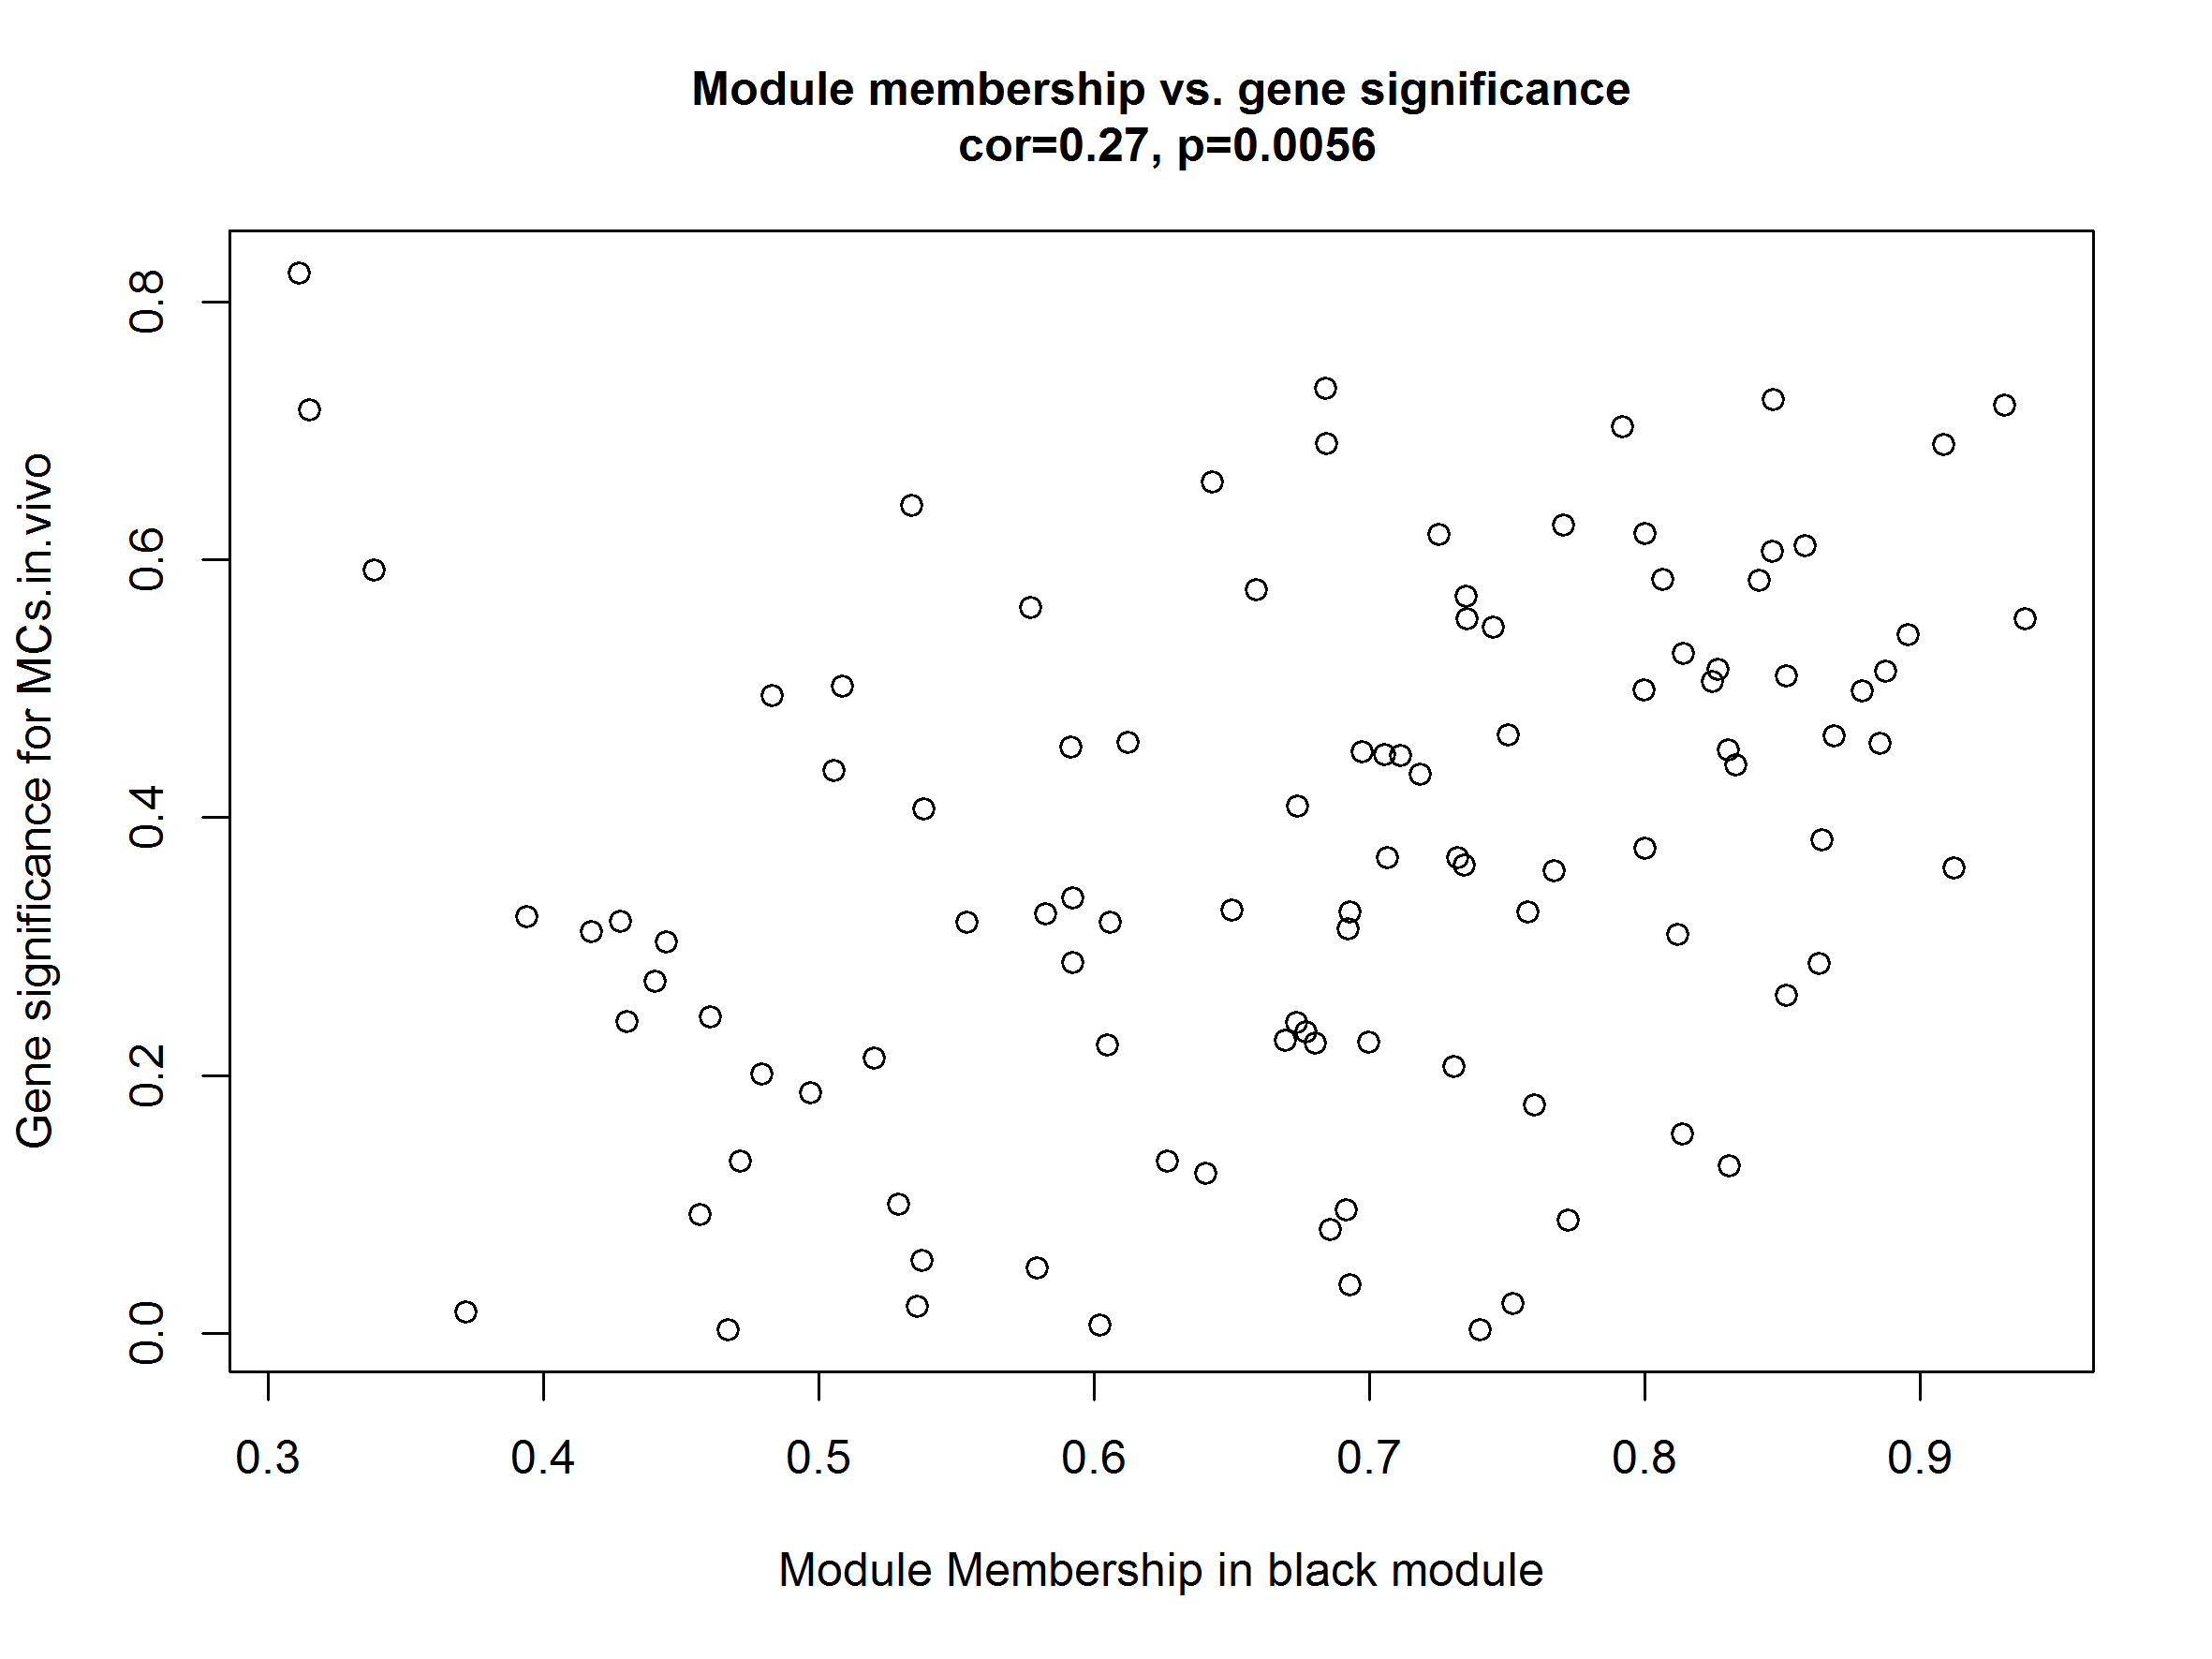 Module membership vs. gene significance
cor=0.27, p=0.0056
Gene significance for MCs.in.vivo
0.8
0.6
0.4
0.2
0.0
0.3 0.4 0.5 0.6 0.7 0.8 0.9
Module Membership in black module